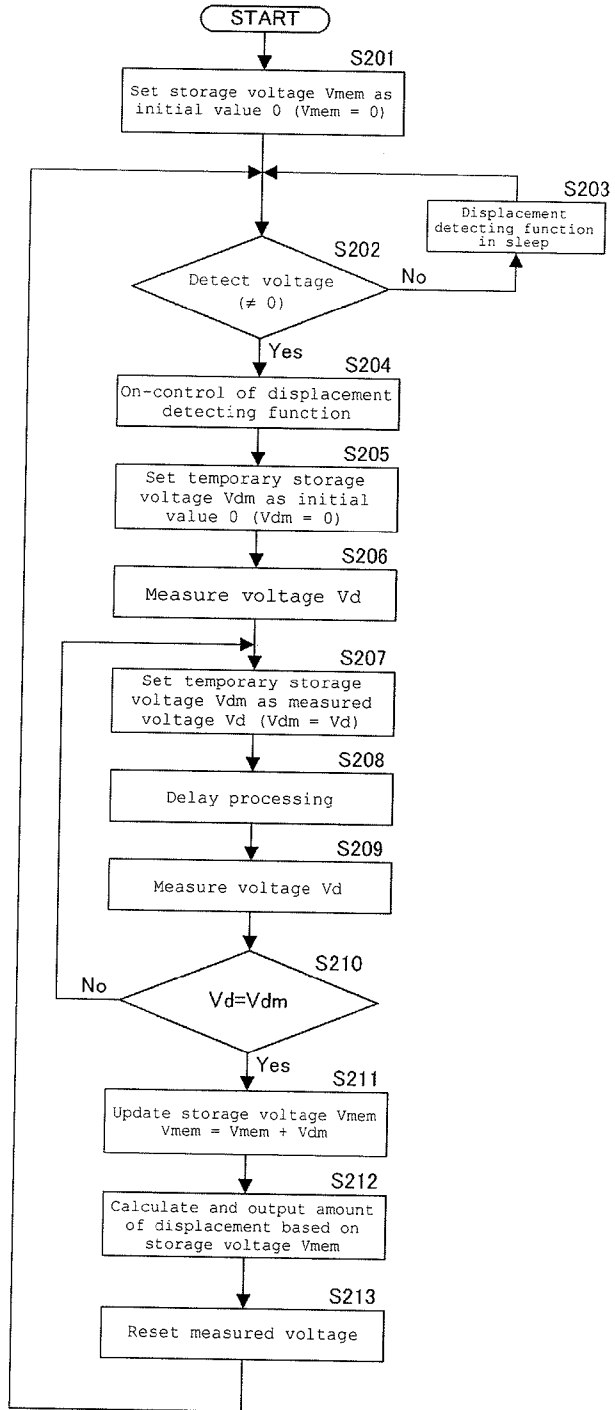 START
S201
Set storage voltage Vmem as
initial value 0 (Vmem = 0)
S203
Displacement
detecting function
in sleep
S202
Detect voltage
(≠ 0)
No
Yes
S204
On-control of displacement
detecting function
S205
Set temporary storage
voltage Vdm as initial
value 0 (Vdm = 0)
S206
Measure voltage Vd
S207
Set temporary storage
voltage Vdm as measured
voltage Vd (Vdm = Vd)
S208
Delay processing
S209
Measure voltage Vd
S210
No
Vd=Vdm
Yes
S211
Update storage voltage Vmem
Vmem = Vmem + Vdm
S212
Calculate and output amount
of displacement based on
storage voltage Vmem
S213
Reset measured voltage